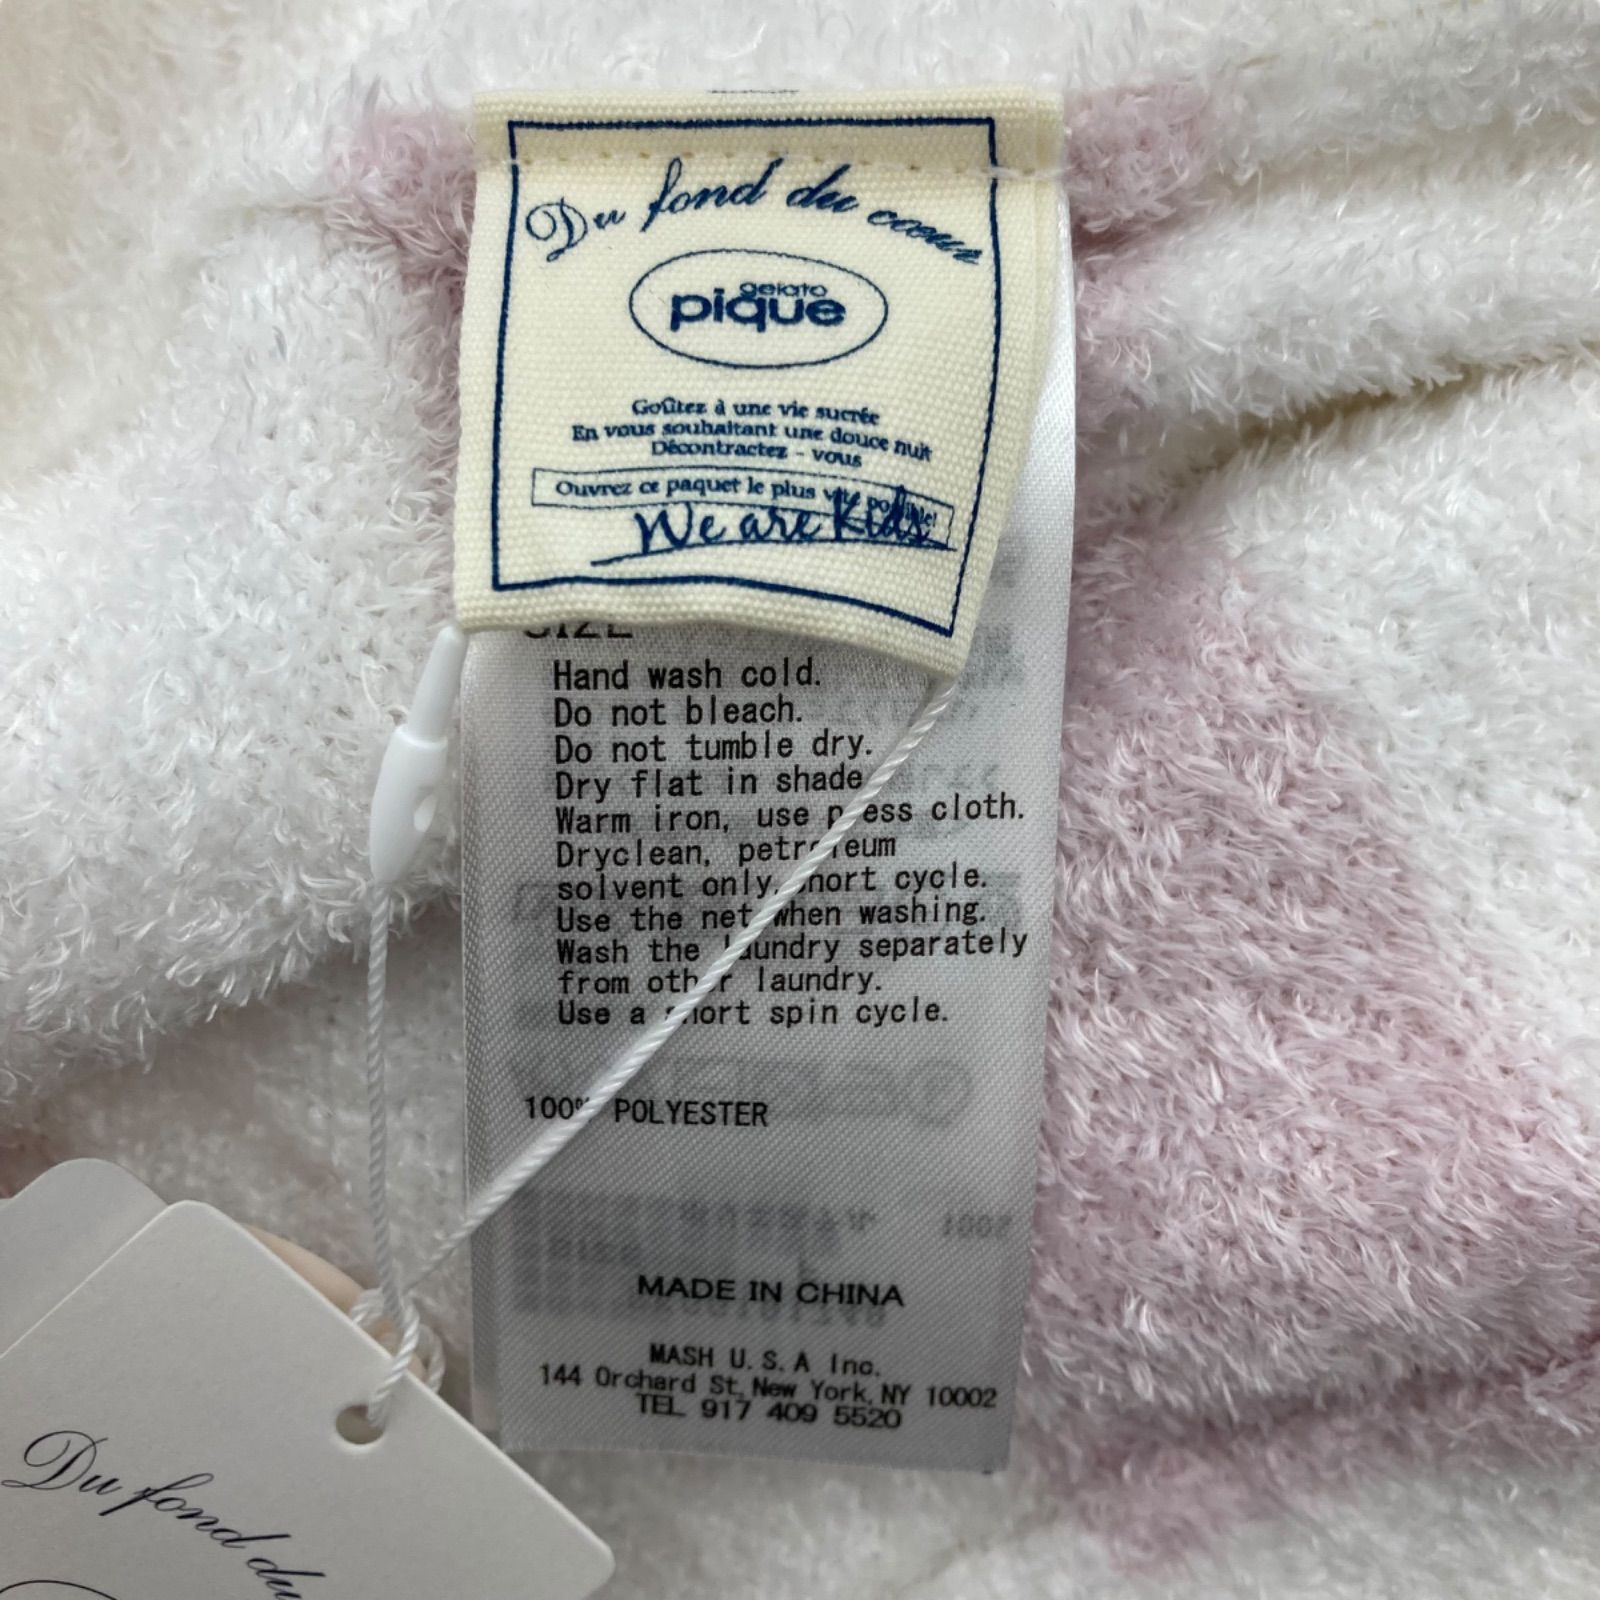 Du fond du cœur
gelato
pique
Goûtez à une vie sucrée
En vous souhaitant une douce nuit
Décontractez - vous
Ouvrez ce paquet le plus vite possible!
We are Kids
SIZE
Hand wash cold.
Do not bleach.
Do not tumble dry.
Dry flat in shade
Warm iron, use press cloth.
Dryclean, petroleum
solvent only, short cycle.
Use the net when washing.
Wash the laundry separately
from other laundry.
Use a short spin cycle.
100% POLYESTER
MADE IN CHINA
MASH U.S.A Inc.
144 Orchard St, New York, NY 10002
TEL 917 409 5520
Du fond du